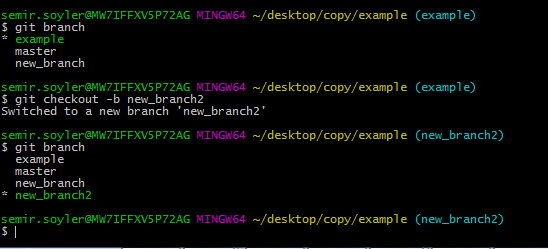 semir.soyler@MW7IFFXV5P72AG MINGW64 ~/desktop/copy/example (example)
$ git branch
* example
  master
  new_branch

semir.soyler@MW7IFFXV5P72AG MINGW64 ~/desktop/copy/example (example)
$ git checkout -b new_branch2
Switched to a new branch 'new_branch2'

semir.soyler@MW7IFFXV5P72AG MINGW64 ~/desktop/copy/example (new_branch2)
$ git branch
  example
  master
  new_branch
* new_branch2

semir.soyler@MW7IFFXV5P72AG MINGW64 ~/desktop/copy/example (new_branch2)
$